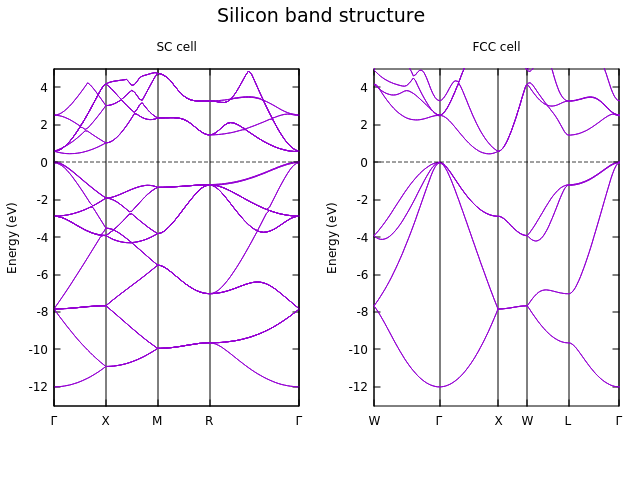 Silicon band structure
SC cell
FCC cell
Energy (eV)
4
2
0
-2
-4
-6
-8
-10
-12
Γ X M R Γ
Energy (eV)
4
2
0
-2
-4
-6
-8
-10
-12
W Γ X W L Γ